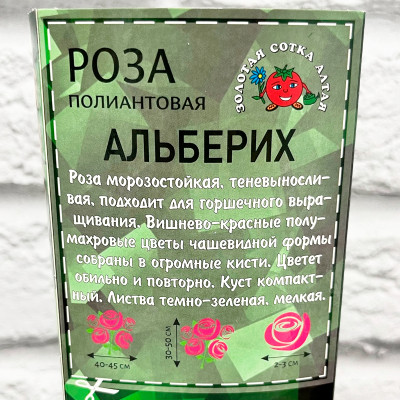 РОЗА
ПОЛИАНТОВАЯ
ЗОЛОТАЯ СОТКА АЛТАЯ
АЛЬБЕРИХ
Роза морозостойкая, теневыносли-
вая, подходит для горшечного выра-
щивания. Вишнево-красные полу-
махровые цветы чашевидной формы
собраны в огромные кисти. Цветет
обильно и повторно. Куст компакт-
ный. Листва темно-зеленая, мелкая.
40-45 СМ
30-50 СМ
2-3 СМ